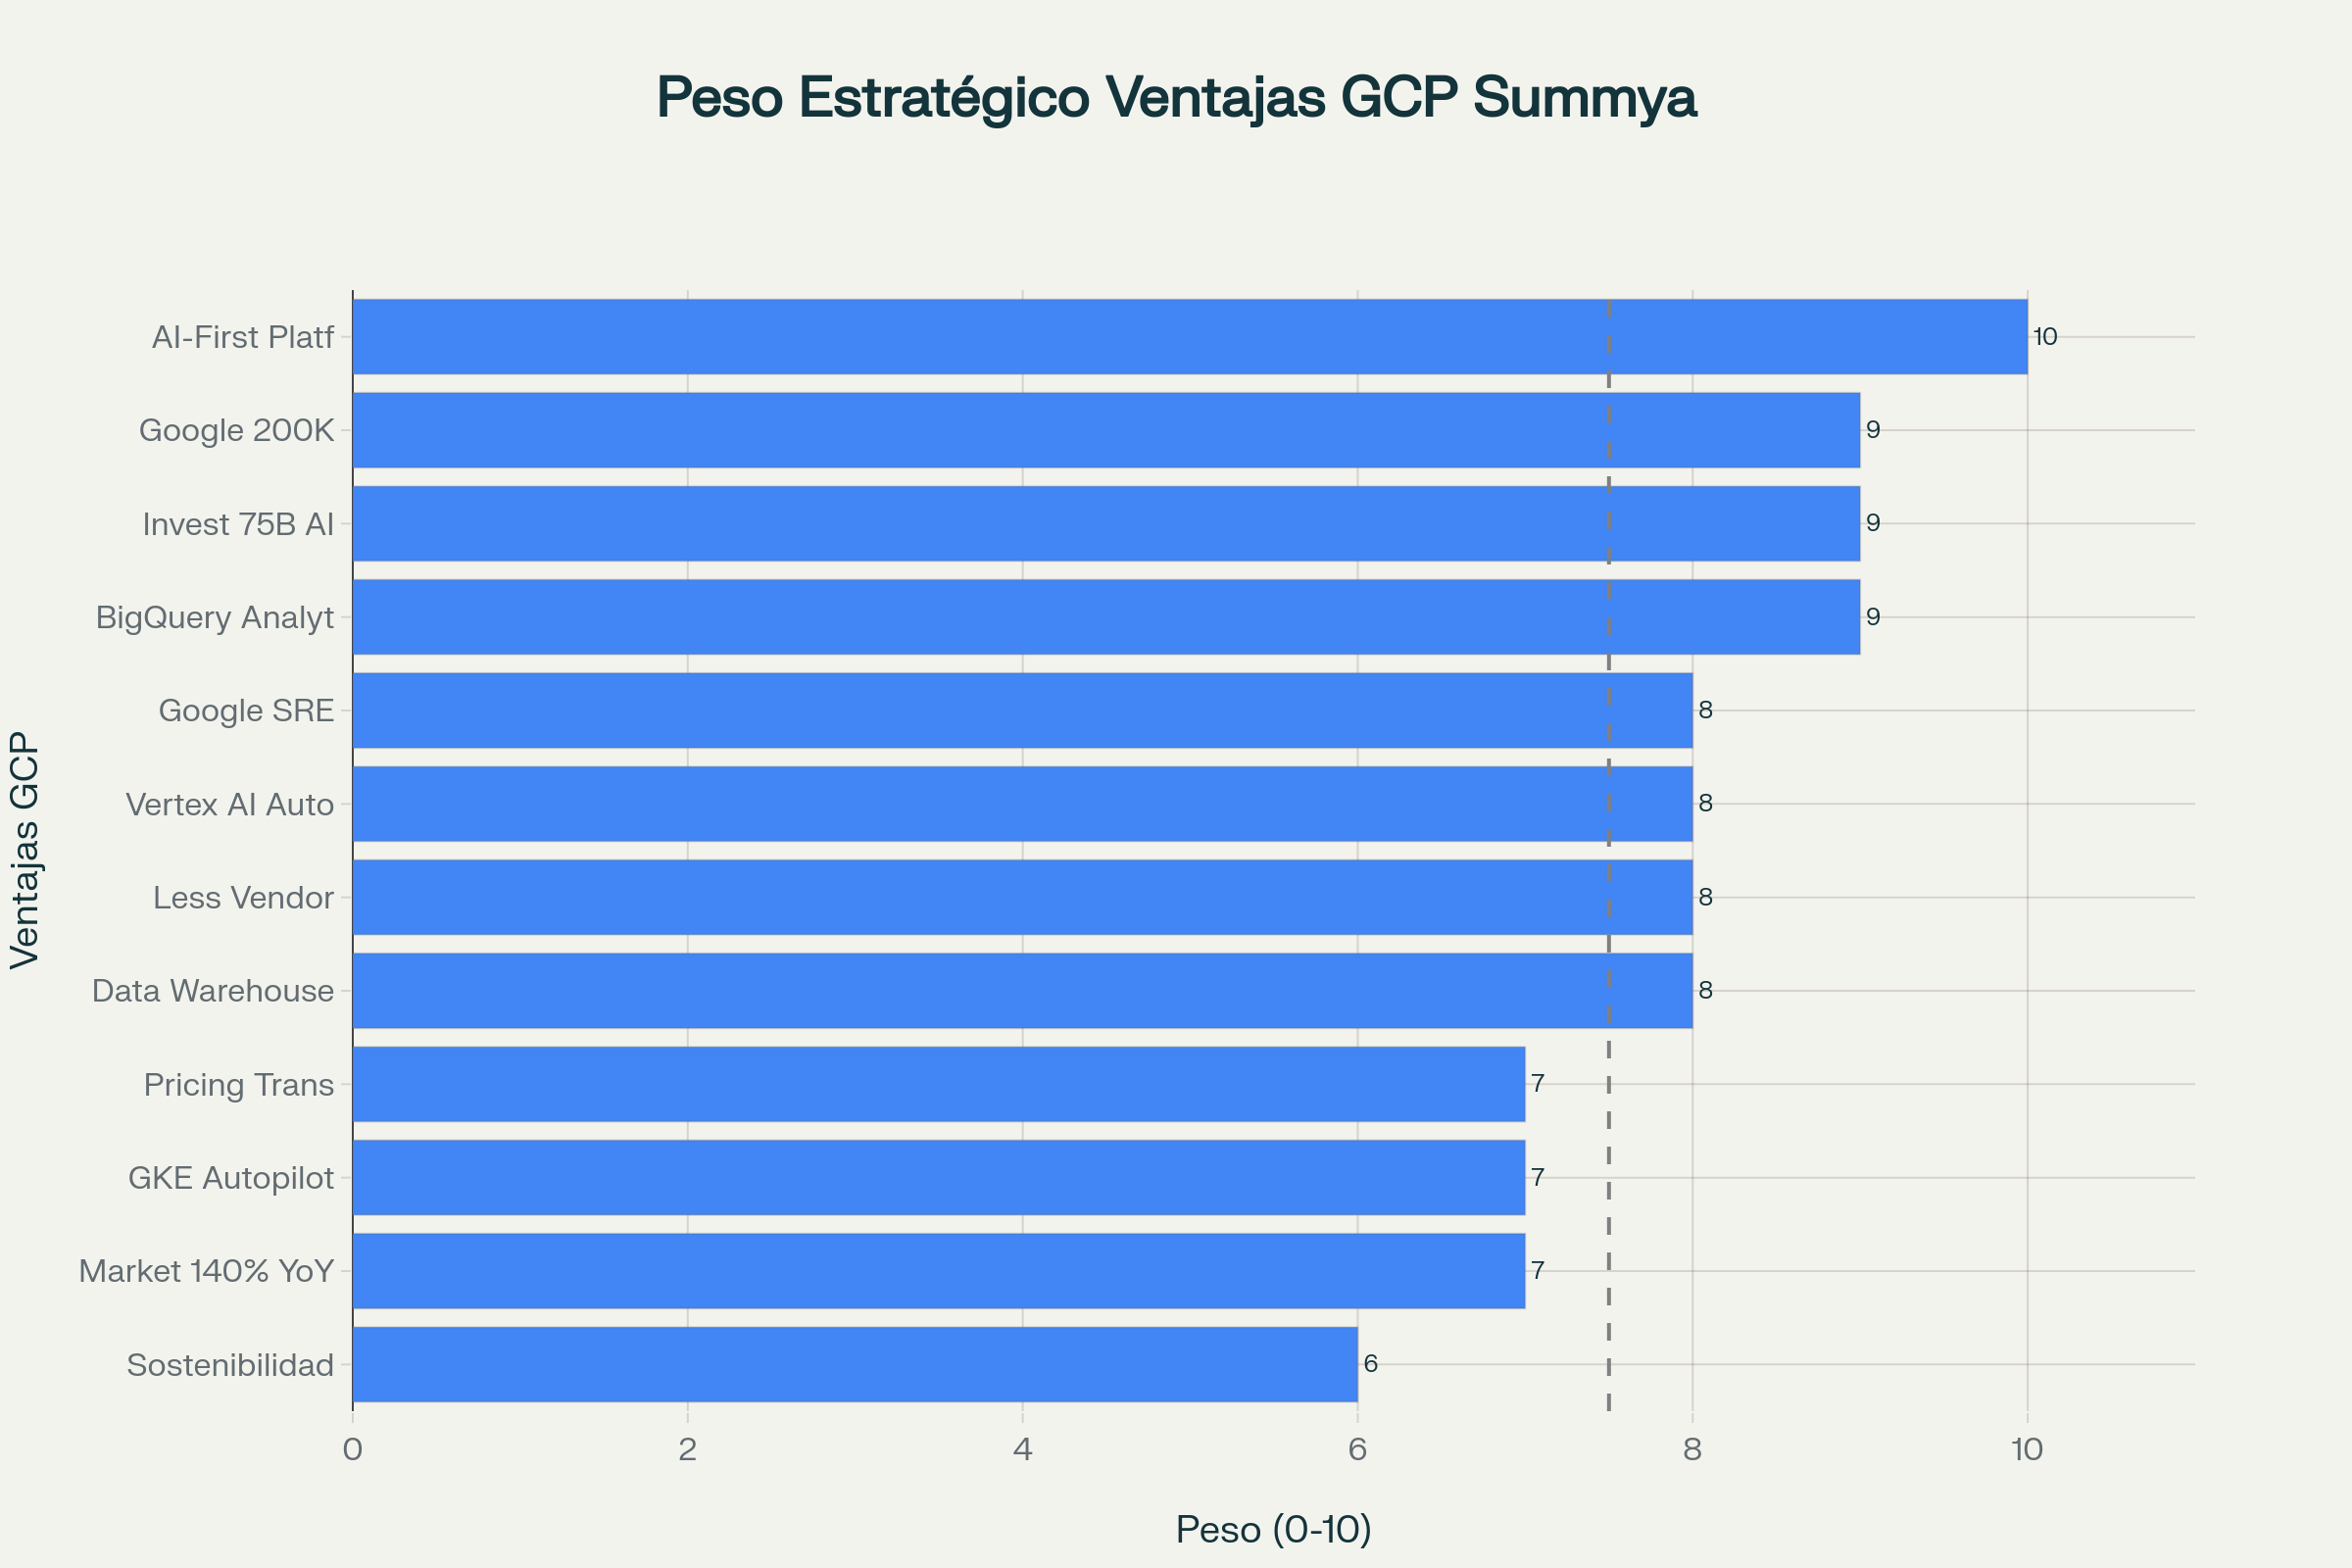 Peso Estratégico Ventajas GCP Summya
Ventajas GCP
AI-First Platf 10
Google 200K 9
Invest 75B AI 9
BigQuery Analyt 9
Google SRE 8
Vertex AI Auto 8
Less Vendor 8
Data Warehouse 8
Pricing Trans 7
GKE Autopilot 7
Market 140% YoY 7
Sostenibilidad 6
0 2 4 6 8 10
Peso (0-10)